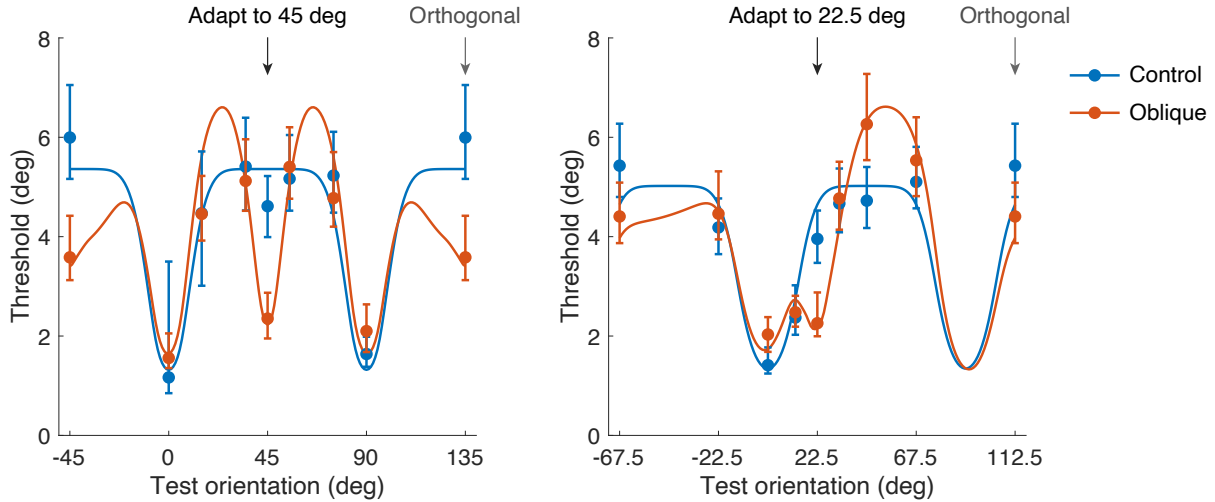 Adapt to 45 deg
Orthogonal
8
6
4
2
0
Threshold (deg)
-45
0
45
90
135
Test orientation (deg)
Adapt to 22.5 deg
Orthogonal
8
6
4
2
0
Threshold (deg)
-67.5
-22.5
22.5
67.5
112.5
Test orientation (deg)
Control
Oblique